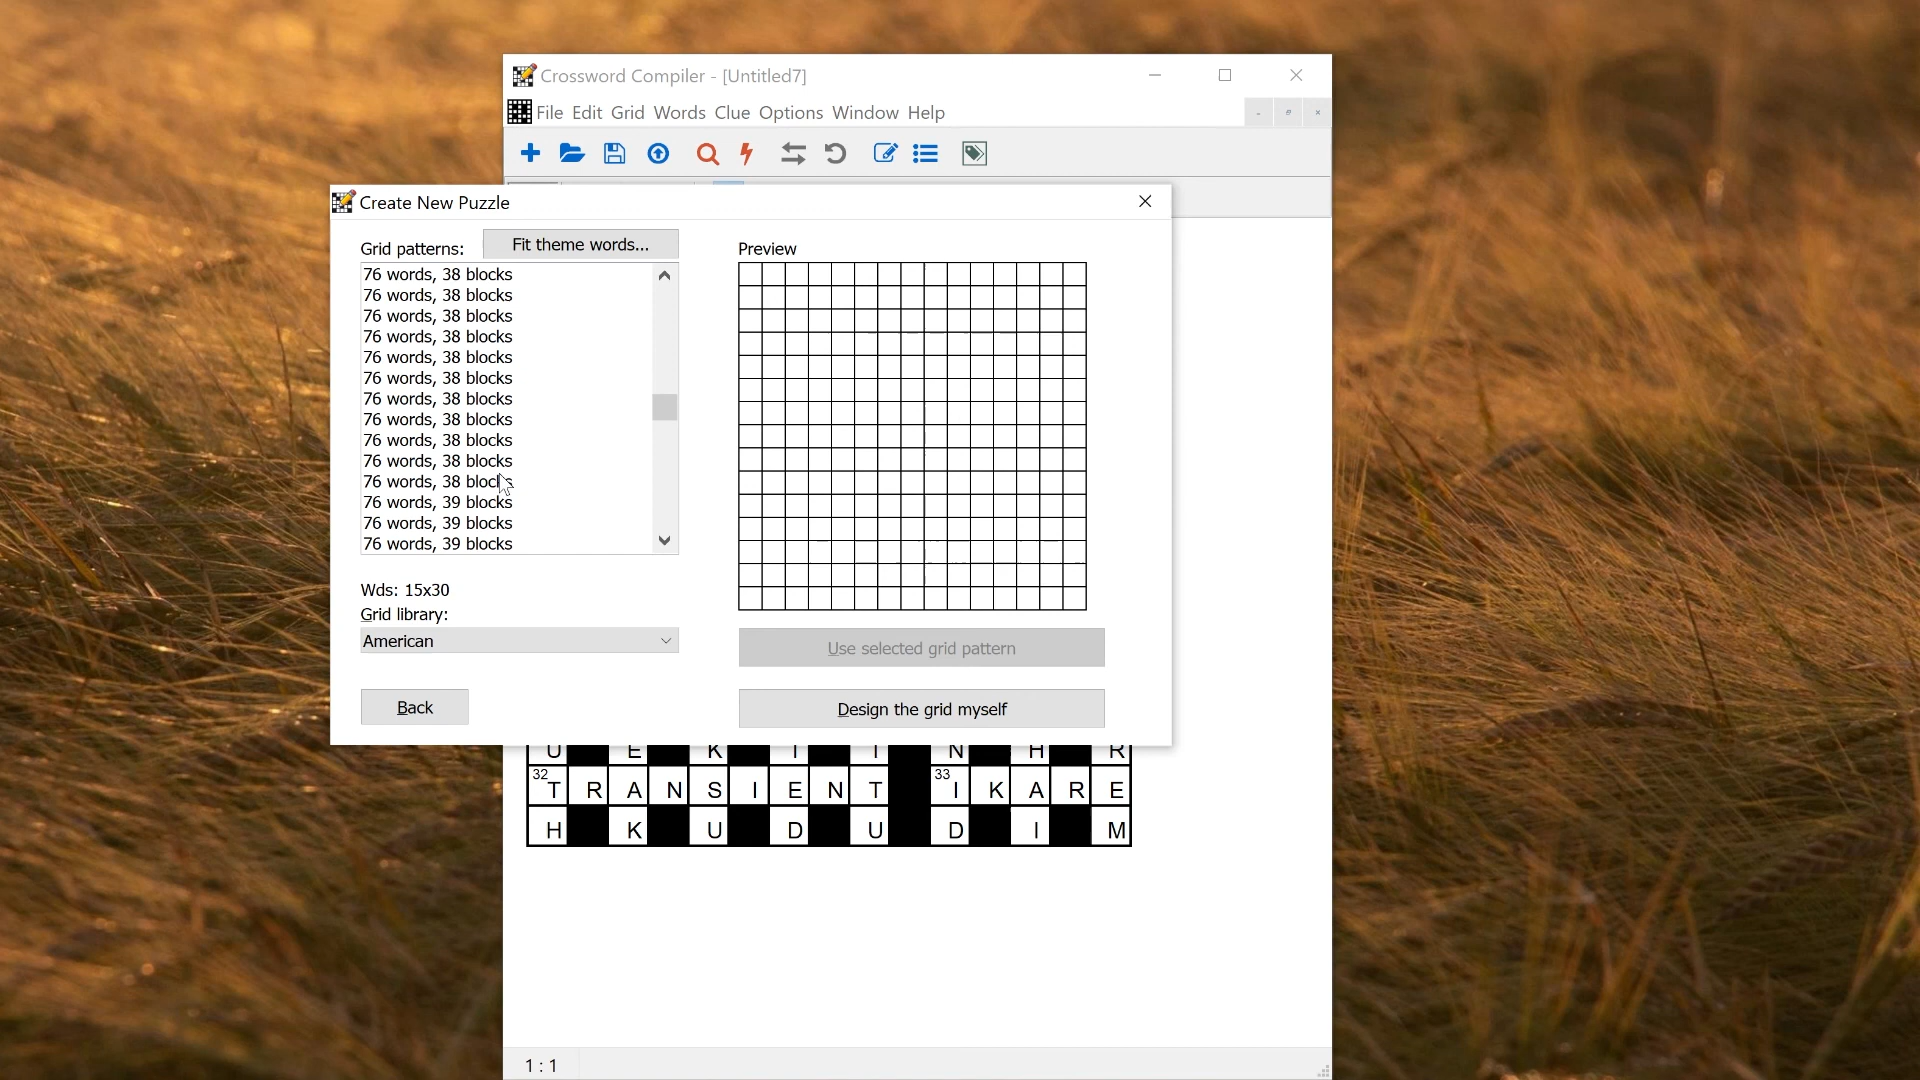 Crossword Compiler - [Untitled7]
File Edit Grid Words Clue Options Window Help
Create New Puzzle
Grid patterns:
Fit theme words...
Preview
76 words, 38 blocks
76 words, 38 blocks
76 words, 38 blocks
76 words, 38 blocks
76 words, 38 blocks
76 words, 38 blocks
76 words, 38 blocks
76 words, 38 blocks
76 words, 38 blocks
76 words, 38 blocks
76 words, 38 blocks
76 words, 39 blocks
76 words, 39 blocks
76 words, 39 blocks
Wds: 15x30
Grid library:
American
Use selected grid pattern
Back
Design the grid myself
U E K I I N H R
32 T R A N S I E N T 33 I K A R E
H K U D U D I M
1 : 1